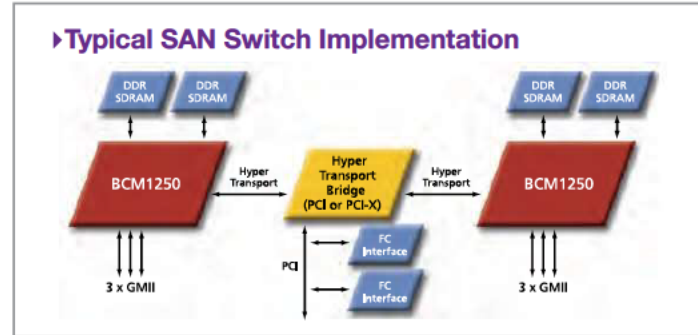 ▸Typical SAN Switch Implementation
DDR
SDRAM
DDR
SDRAM
DDR
SDRAM
DDR
SDRAM
BCM1250
Hyper
Transport
Hyper
Transport
Bridge
(PCI or PCI-X)
Hyper
Transport
BCM1250
3 x GMII
PCI
FC
Interface
FC
Interface
3 x GMII